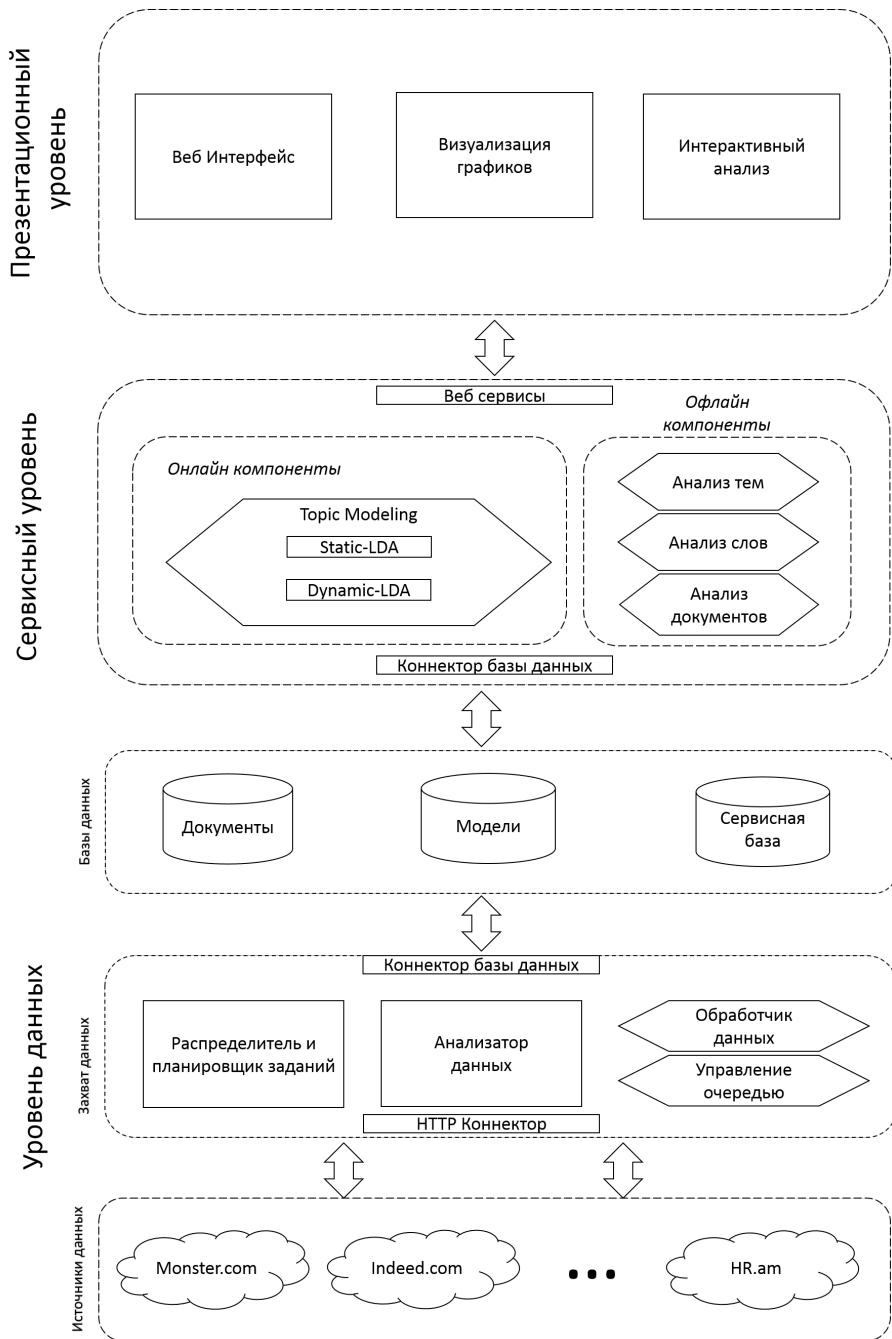 Презентационный
уровень
Веб Интерфейс
Визуализация
графиков
Интерактивный
анализ
Сервисный уровень
Веб сервисы
Онлайн компоненты
Topic Modeling
Static-LDA
Dynamic-LDA
Офлайн
компоненты
Анализ тем
Анализ слов
Анализ
документов
Коннектор базы данных
Уровень данных
Базы данных
Документы
Модели
Сервисная
база
Захват данных
Коннектор базы данных
Распределитель и
планировщик заданий
Анализатор
данных
Обработчик
данных
Управление
очередью
HTTP Коннектор
Источники данных
Monster.com
Indeed.com
...
HR.am